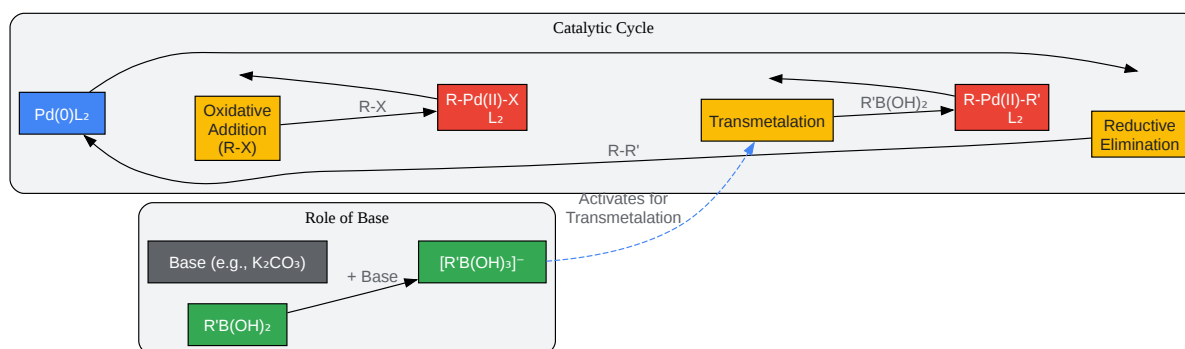 Catalytic Cycle
Pd(0)L₂
Oxidative
Addition
(R-X)
R-X
R-Pd(II)-X
L₂
Transmetalation
R'B(OH)₂
R-Pd(II)-R'
L₂
Reductive
Elimination
R-R'
Activates for
Transmetalation
Role of Base
Base (e.g., K₂CO₃)
+ Base
[R'B(OH)₃]⁻
R'B(OH)₂